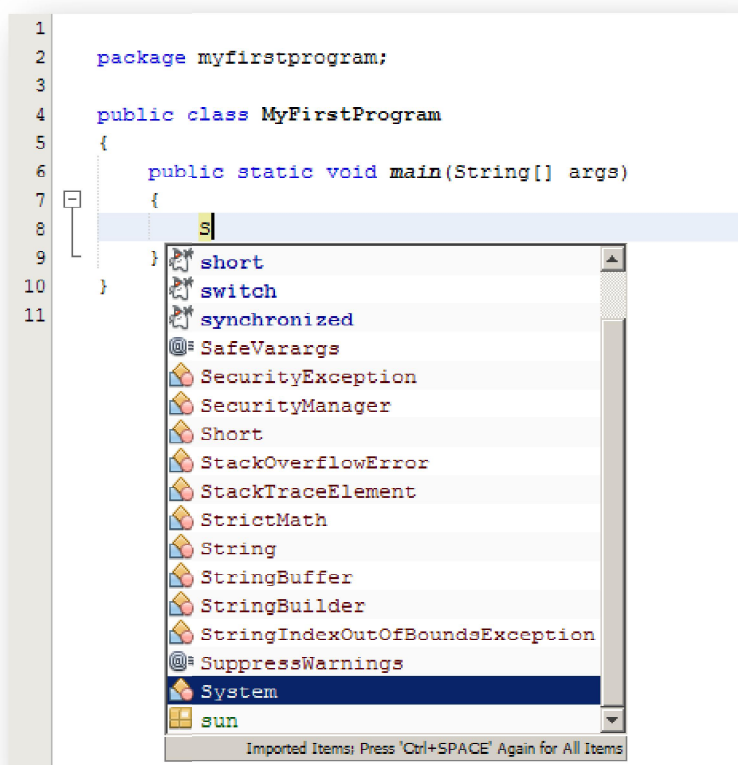 1
2 package myfirstprogram;
3
4 public class MyFirstProgram
5 {
6 public static void main(String[] args)
7 {
8 S
9 }
10 }
11
short
switch
synchronized
SafeVarargs
SecurityException
SecurityManager
Short
StackOverflowError
StackTraceElement
StrictMath
String
StringBuffer
StringBuilder
StringIndexOutOfBoundsException
SuppressWarnings
System
sun
Imported Items; Press 'Ctrl+SPACE' Again for All Items